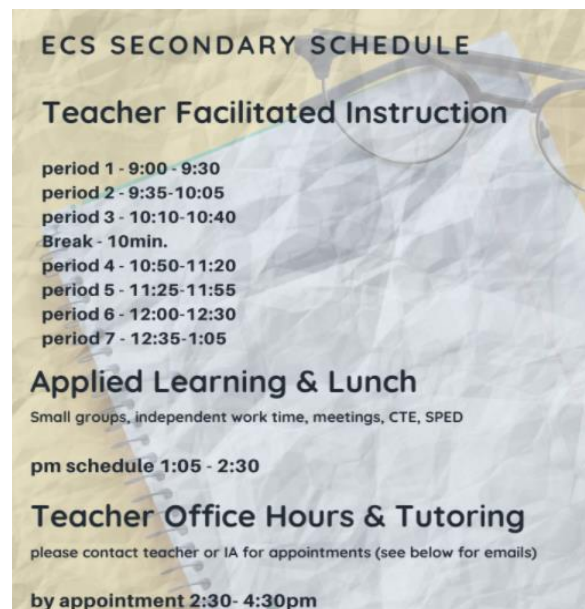 ECS SECONDARY SCHEDULE
Teacher Facilitated Instruction
period 1 - 9:00 - 9:30
period 2 - 9:35-10:05
period 3 - 10:10-10:40
Break - 10min.
period 4 - 10:50-11:20
period 5 - 11:25-11:55
period 6 - 12:00-12:30
period 7 - 12:35-1:05
Applied Learning & Lunch
Small groups, independent work time, meetings, CTE, SPED
pm schedule 1:05 - 2:30
Teacher Office Hours & Tutoring
please contact teacher or IA for appointments (see below for emails)
by appointment 2:30- 4:30pm